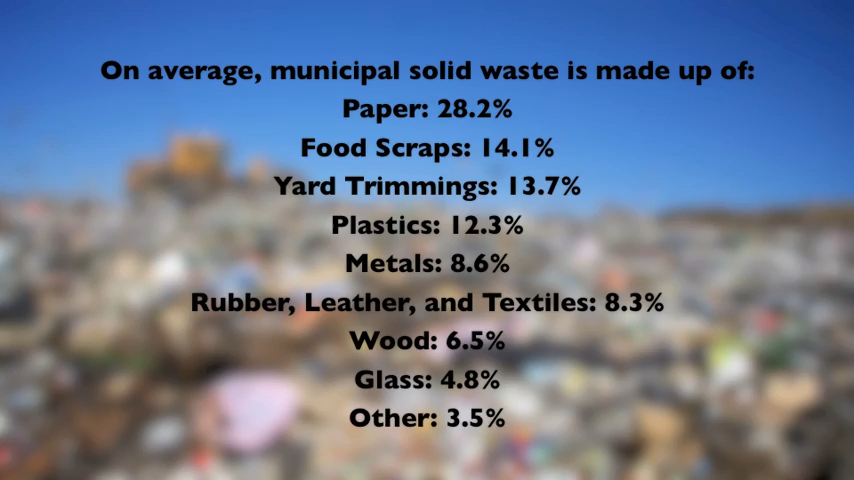 On average, municipal solid waste is made up of:
Paper: 28.2%
Food Scraps: 14.1%
Yard Trimmings: 13.7%
Plastics: 12.3%
Metals: 8.6%
Rubber, Leather, and Textiles: 8.3%
Wood: 6.5%
Glass: 4.8%
Other: 3.5%